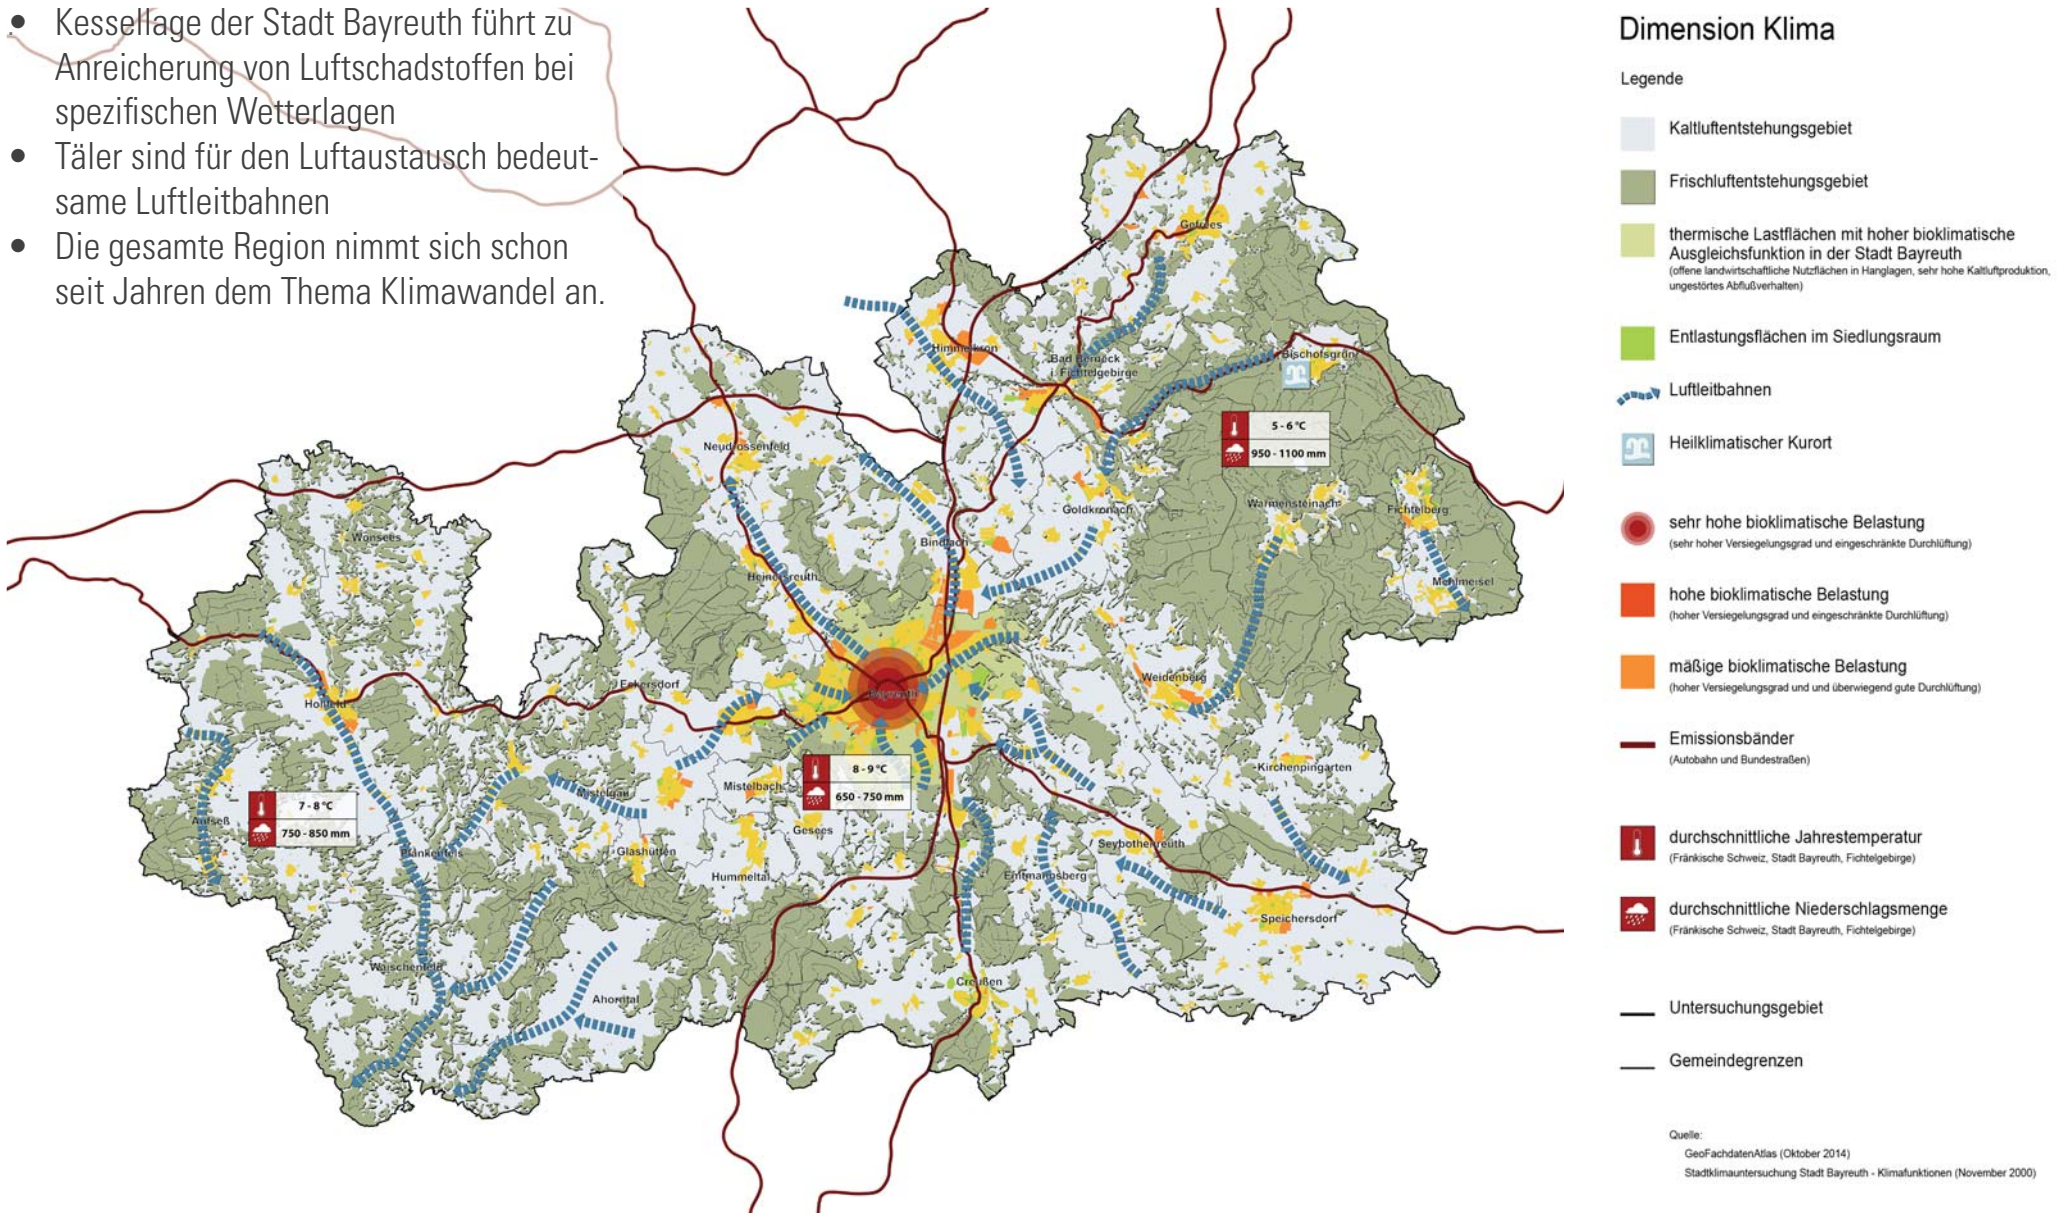 • Kessellage der Stadt Bayreuth führt zu
Anreicherung von Luftschadstoffen bei
spezifischen Wetterlagen
• Täler sind für den Luftaustausch bedeut-
same Luftleitbahnen
• Die gesamte Region nimmt sich schon
seit Jahren dem Thema Klimawandel an.
Gefrees
Himmelkron
Bad Berneck
i. Fichtelgebirge
Bischofsgrün
5 - 6 °C
950 - 1100 mm
Neudrossenfeld
Warmensteinach
Fichtelberg
Goldkronach
Wonsees
Bindlach
Heinersreuth
Mehlmeisel
Eckersdorf
Weidenberg
Bayreuth
Hollfeld
Kirchenpingarten
8 - 9 °C
650 - 750 mm
Mistelbach
Mistelgau
7 - 8 °C
750 - 850 mm
Aufseß
Gesees
Seybothenreuth
Plankenfels
Glashütten
Hummeltal
Emtmannsberg
Speichersdorf
Waischenfeld
Creußen
Ahorntal
Dimension Klima
Legende
Kaltluftentstehungsgebiet
Frischluftentstehungsgebiet
thermische Lastflächen mit hoher bioklimatische
Ausgleichsfunktion in der Stadt Bayreuth
(offene landwirtschaftliche Nutzflächen in Hanglagen, sehr hohe Kaltluftproduktion,
ungestörtes Abflußverhalten)
Entlastungsflächen im Siedlungsraum
Luftleitbahnen
Heilklimatischer Kurort
sehr hohe bioklimatische Belastung
(sehr hoher Versiegelungsgrad und eingeschränkte Durchlüftung)
hohe bioklimatische Belastung
(hoher Versiegelungsgrad und eingeschränkte Durchlüftung)
mäßige bioklimatische Belastung
(hoher Versiegelungsgrad und und überwiegend gute Durchlüftung)
Emissionsbänder
(Autobahn und Bundestraßen)
durchschnittliche Jahrestemperatur
(Fränkische Schweiz, Stadt Bayreuth, Fichtelgebirge)
durchschnittliche Niederschlagsmenge
(Fränkische Schweiz, Stadt Bayreuth, Fichtelgebirge)
Untersuchungsgebiet
Gemeindegrenzen
Quelle:
GeoFachdatenAtlas (Oktober 2014)
Stadtklimauntersuchung Stadt Bayreuth - Klimafunktionen (November 2000)